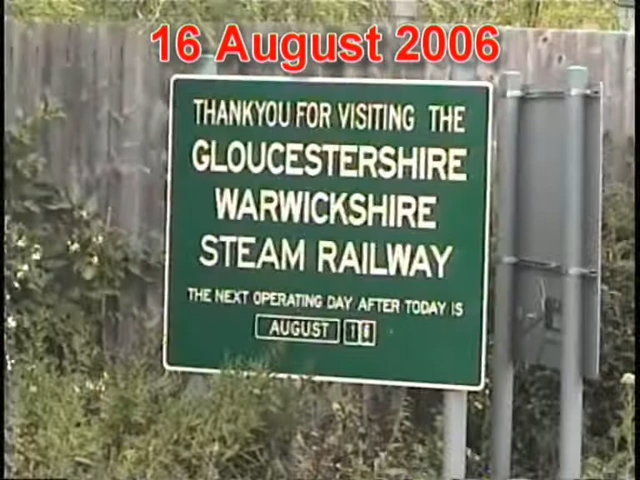 16 August 2006
THANKYOU FOR VISITING THE
GLOUCESTERSHIRE
WARWICKSHIRE
STEAM RAILWAY
THE NEXT OPERATING DAY AFTER TODAY IS
AUGUST